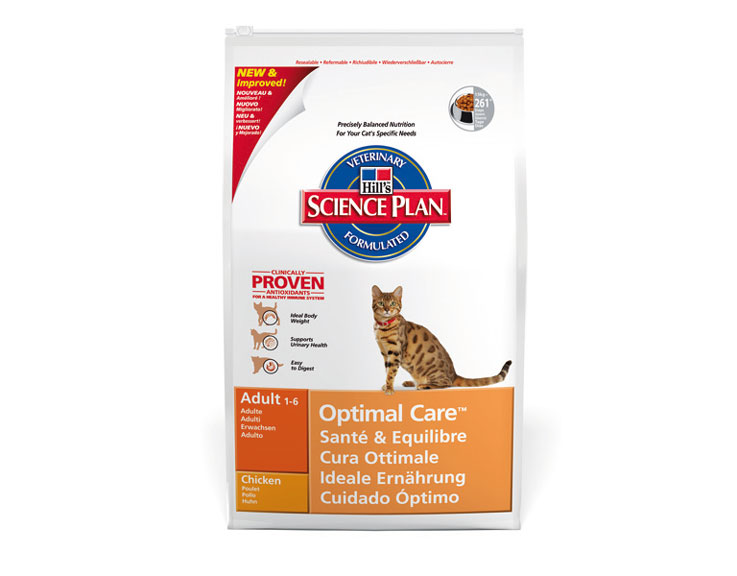 Resealable • Refermable • Richiudibile • Wiederverschließbar • Autocierre
NEW &
Improved!
NOUVEAU &
Amélioré !
NUOVO
Migliorato!
NEU &
verbessert!
¡NUEVO
y Mejorado!
261
Precisely Balanced Nutrition
For Your Cat's Specific Needs
VETERINARY
Hill's
SCIENCE PLAN
FORMULATED
CLINICALLY
PROVEN
ANTIOXIDANTS
FOR A HEALTHY IMMUNE SYSTEM
Ideal Body
Weight
Supports
Urinary Health
Easy
to Digest
Adult 1-6
Adulte
Adulti
Erwachsen
Adulto
Optimal Care™
Santé & Equilibre
Cura Ottimale
Ideale Ernährung
Cuidado Óptimo
Chicken
Poulet
Pollo
Huhn